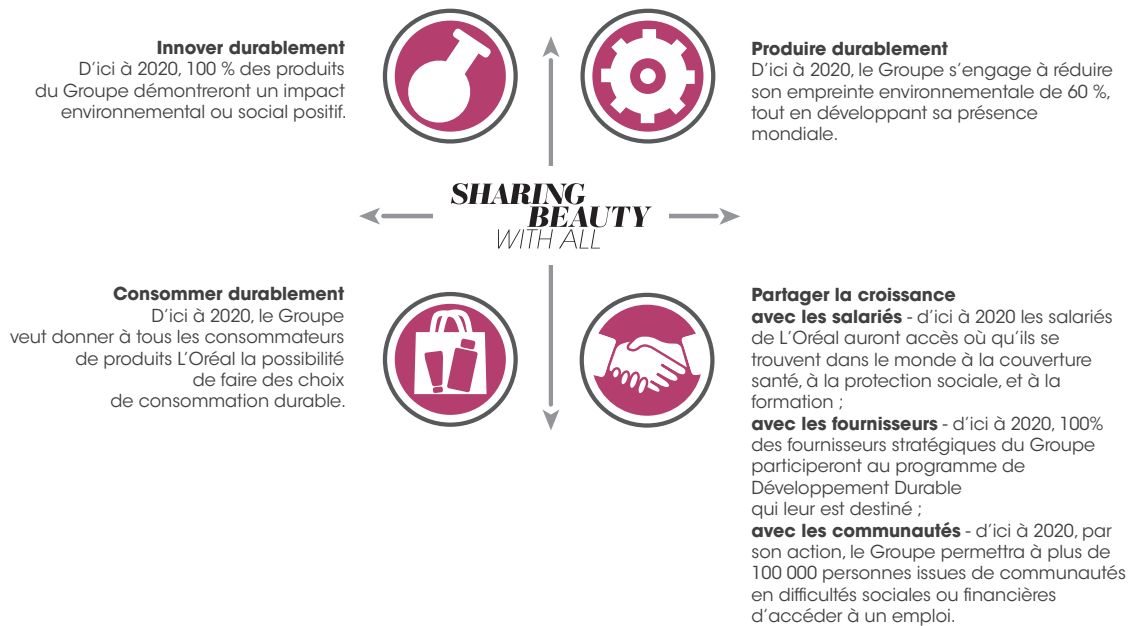 Innover durablement
D’ici à 2020, 100 % des produits
du Groupe démontreront un impact
environnemental ou social positif.
Produire durablement
D’ici à 2020, le Groupe s’engage à réduire
son empreinte environnementale de 60 %,
tout en développant sa présence
mondiale.
SHARING
BEAUTY
WITH ALL
Consommer durablement
D’ici à 2020, le Groupe
veut donner à tous les consommateurs
de produits L’Oréal la possibilité
de faire des choix
de consommation durable.
Partager la croissance
avec les salariés - d’ici à 2020 les salariés
de L’Oréal auront accès où qu’ils se
trouvent dans le monde à la couverture
santé, à la protection sociale, et à la
formation ;
avec les fournisseurs - d’ici à 2020, 100%
des fournisseurs stratégiques du Groupe
participeront au programme de
Développement Durable
qui leur est destiné ;
avec les communautés - d’ici à 2020, par
son action, le Groupe permettra à plus de
100 000 personnes issues de communautés
en difficultés sociales ou financières
d’accéder à un emploi.